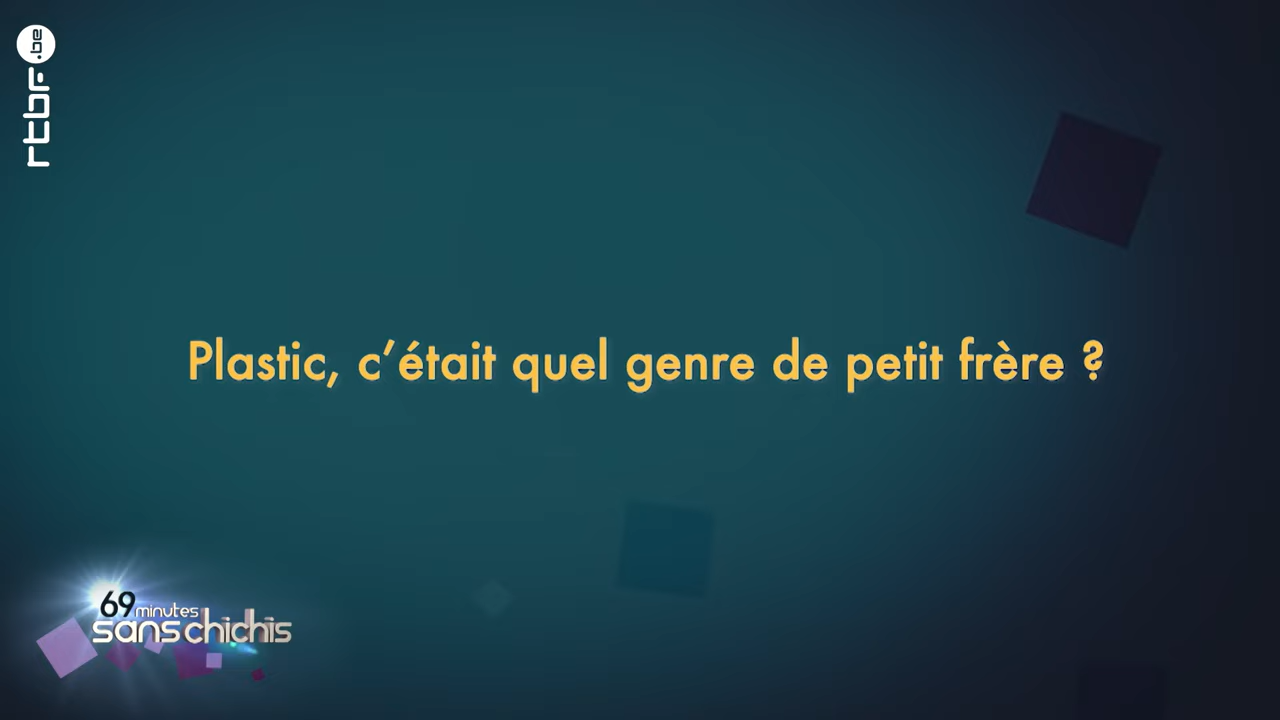 rtbf.be
Plastic, c’était quel genre de petit frère ?
69 minutes
sans chichis